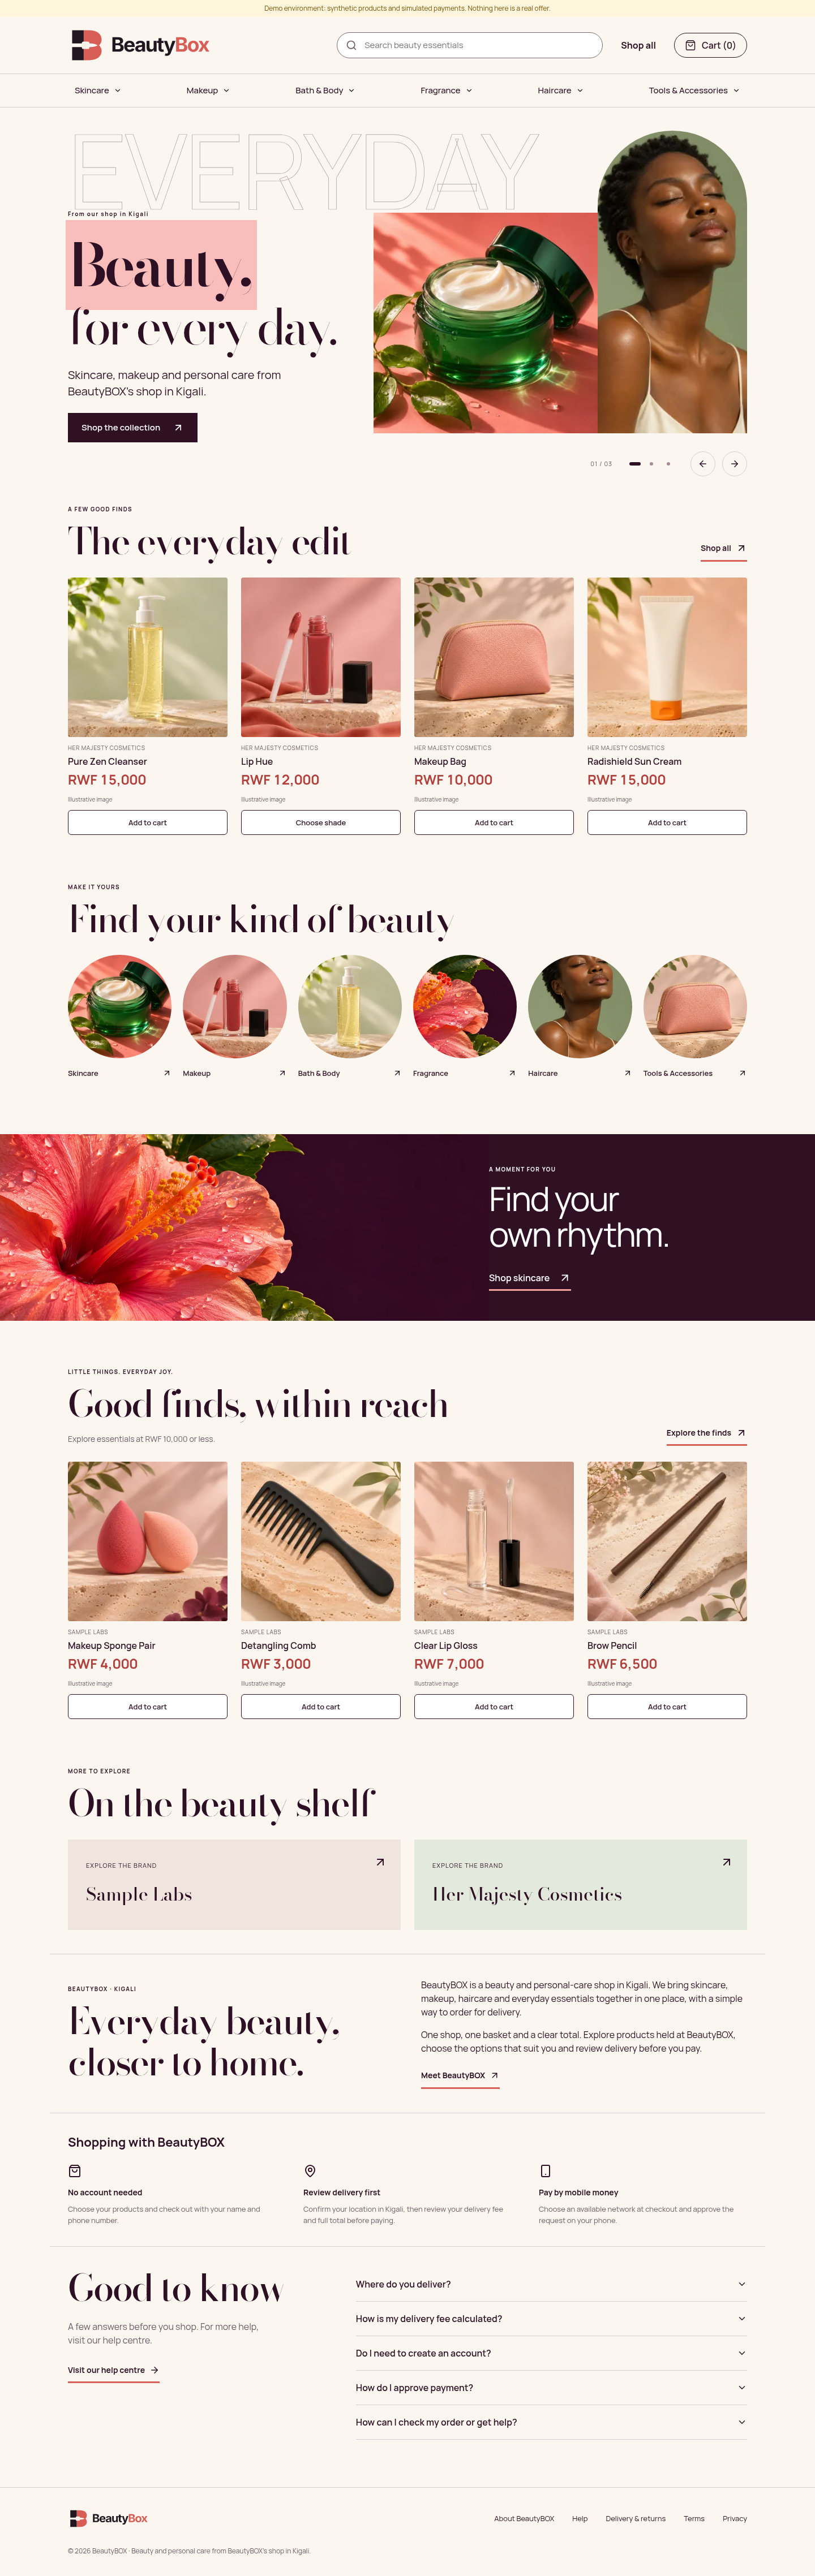 Demo environment: synthetic products and simulated payments. Nothing here is a real offer.
BeautyBox
Search beauty essentials
Shop all
Cart (0)
Skincare
Makeup
Bath & Body
Fragrance
Haircare
Tools & Accessories
EVERYDAY
From our shop in Kigali
Beauty,
for every day.
Skincare, makeup and personal care from
BeautyBOX's shop in Kigali.
Shop the collection
01 / 03
A FEW GOOD FINDS
The everyday edit
Shop all
HER MAJESTY COSMETICS
Pure Zen Cleanser
RWF 15,000
Illustrative image
Add to cart
HER MAJESTY COSMETICS
Lip Hue
RWF 12,000
Illustrative image
Choose shade
HER MAJESTY COSMETICS
Makeup Bag
RWF 10,000
Illustrative image
Add to cart
HER MAJESTY COSMETICS
Radishield Sun Cream
RWF 15,000
Illustrative image
Add to cart
MAKE IT YOURS
Find your kind of beauty
Skincare
Makeup
Bath & Body
Fragrance
Haircare
Tools & Accessories
A MOMENT FOR YOU
Find your
own rhythm.
Shop skincare
LITTLE THINGS. EVERYDAY JOY.
Good finds, within reach
Explore essentials at RWF 10,000 or less.
Explore the finds
SAMPLE LABS
Makeup Sponge Pair
RWF 4,000
Illustrative image
Add to cart
SAMPLE LABS
Detangling Comb
RWF 3,000
Illustrative image
Add to cart
SAMPLE LABS
Clear Lip Gloss
RWF 7,000
Illustrative image
Add to cart
SAMPLE LABS
Brow Pencil
RWF 6,500
Illustrative image
Add to cart
MORE TO EXPLORE
On the beauty shelf
EXPLORE THE BRAND
Sample Labs
EXPLORE THE BRAND
Her Majesty Cosmetics
BEAUTYBOX · KIGALI
Everyday beauty,
closer to home.
BeautyBOX is a beauty and personal-care shop in Kigali. We bring skincare,
makeup, haircare and everyday essentials together in one place, with a simple
way to order for delivery.
One shop, one basket and a clear total. Explore products held at BeautyBOX,
choose the options that suit you and review delivery before you pay.
Meet BeautyBOX
Shopping with BeautyBOX
No account needed
Choose your products and check out with your name and
phone number.
Review delivery first
Confirm your location in Kigali, then review your delivery fee
and full total before paying.
Pay by mobile money
Choose an available network at checkout and approve the
request on your phone.
Good to know
A few answers before you shop. For more help,
visit our help centre.
Visit our help centre
Where do you deliver?
How is my delivery fee calculated?
Do I need to create an account?
How do I approve payment?
How can I check my order or get help?
BeautyBox
About BeautyBOX
Help
Delivery & returns
Terms
Privacy
© 2026 BeautyBOX · Beauty and personal care from BeautyBOX's shop in Kigali.